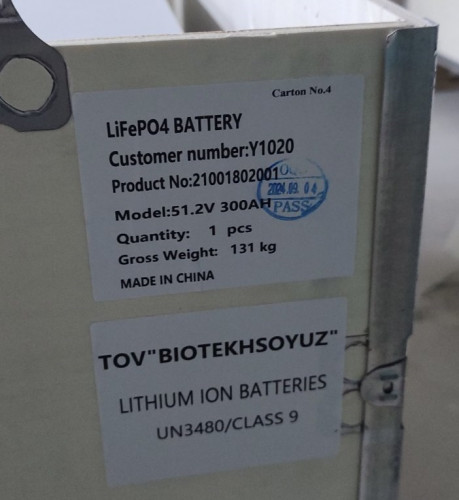 Carton No.4
LiFePO4 BATTERY
Customer number:Y1020
Product No:21001802001
Model:51.2V 300AH
Quantity: 1 pcs
Gross Weight: 131 kg
MADE IN CHINA
2024.09.04
PASS
TOV"BIOTEKHSOYUZ"
LITHIUM ION BATTERIES
UN3480/CLASS 9